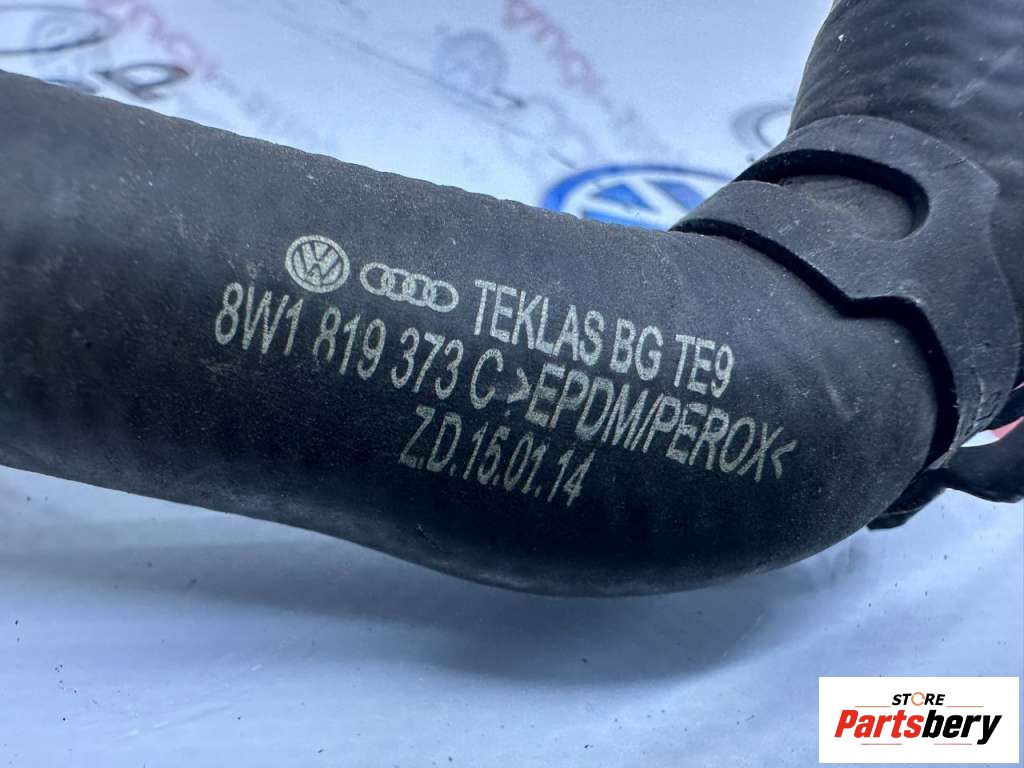 TEKLAS BG TE9
8W1 819 373 C >EPDM/PEROX<
Z.D.15.01.14
STORE
Partsbery